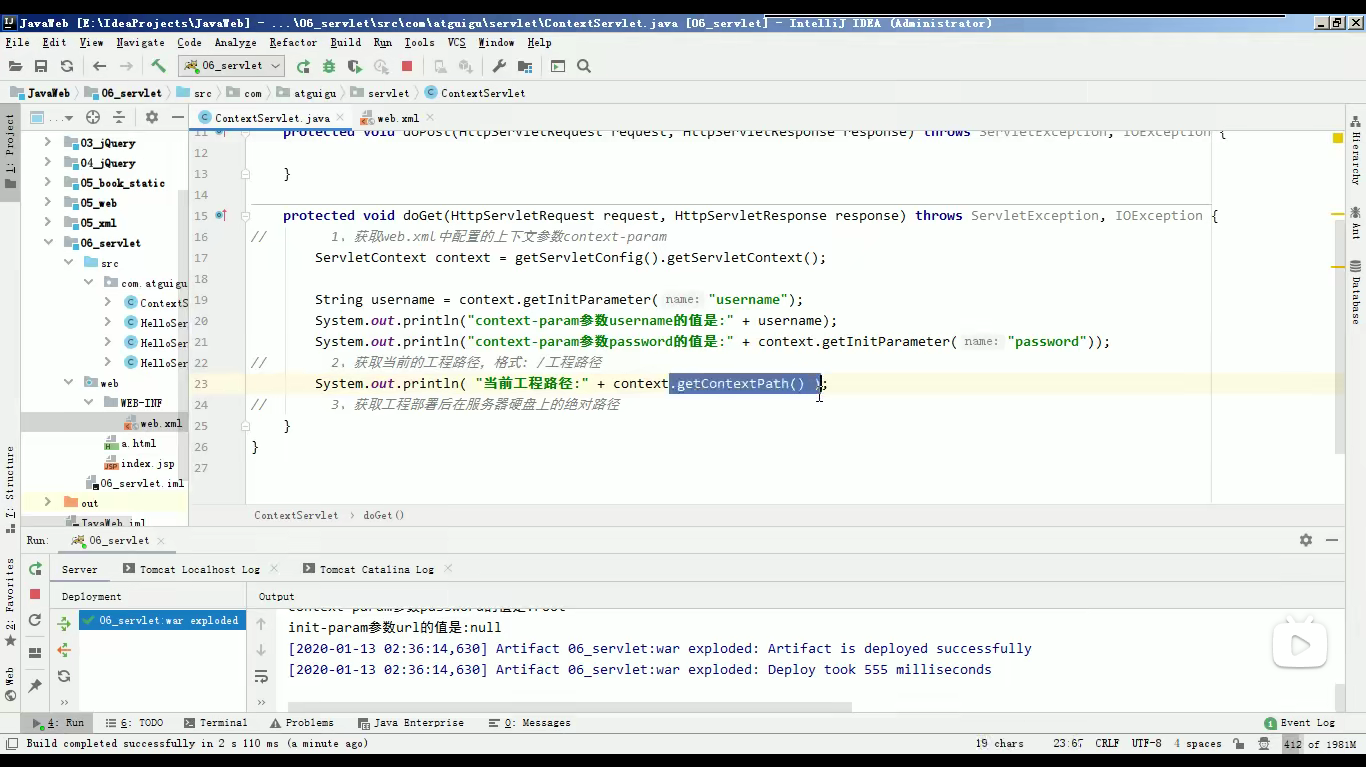 JavaWeb [E:\IdeaProjects\JavaWeb] - ...\06_servlet\src\com\atguigu\servlet\ContextServlet.java [06_servlet] - IntelliJ IDEA (Administrator)
File Edit View Navigate Code Analyze Refactor Build Run Tools VCS Window Help
06_servlet
JavaWeb 06_servlet src com atguigu servlet ContextServlet
1: Project
ContextServlet.java web.xml
03_jQuery
04_jQuery
05_book_static
05_web
05_xml
06_servlet
src
com.atguigu
ContextS
HelloSer
HelloSer
HelloSer
web
WEB-INF
web.xml
a.html
index.jsp
06_servlet.iml
out
JavaWeb.iml
11 protected void doPost(HttpServletRequest request, HttpServletResponse response) throws ServletException, IOException {
12
13 }
14
15 protected void doGet(HttpServletRequest request, HttpServletResponse response) throws ServletException, IOException {
16 // 1、获取web.xml中配置的上下文参数context-param
17 ServletContext context = getServletConfig().getServletContext();
18
19 String username = context.getInitParameter( name: "username");
20 System.out.println("context-param参数username的值是:" + username);
21 System.out.println("context-param参数password的值是:" + context.getInitParameter( name: "password"));
22 // 2、获取当前的工程路径，格式: /工程路径
23 System.out.println( "当前工程路径:" + context.getContextPath() );
24 // 3、获取工程部署后在服务器硬盘上的绝对路径
25 }
26 }
27
ContextServlet doGet()
Hierarchy
Ant
Database
7: Structure
2: Favorites
Web
Run: 06_servlet
Server Tomcat Localhost Log Tomcat Catalina Log
Deployment Output
06_servlet:war exploded
context-param参数password的值是:root
init-param参数url的值是:null
[2020-01-13 02:36:14,630] Artifact 06_servlet:war exploded: Artifact is deployed successfully
[2020-01-13 02:36:14,630] Artifact 06_servlet:war exploded: Deploy took 555 milliseconds
4: Run 6: TODO Terminal Problems Java Enterprise 0: Messages 1 Event Log
Build completed successfully in 2 s 110 ms (a minute ago) 19 chars 23:67 CRLF UTF-8 4 spaces 412 of 1981M